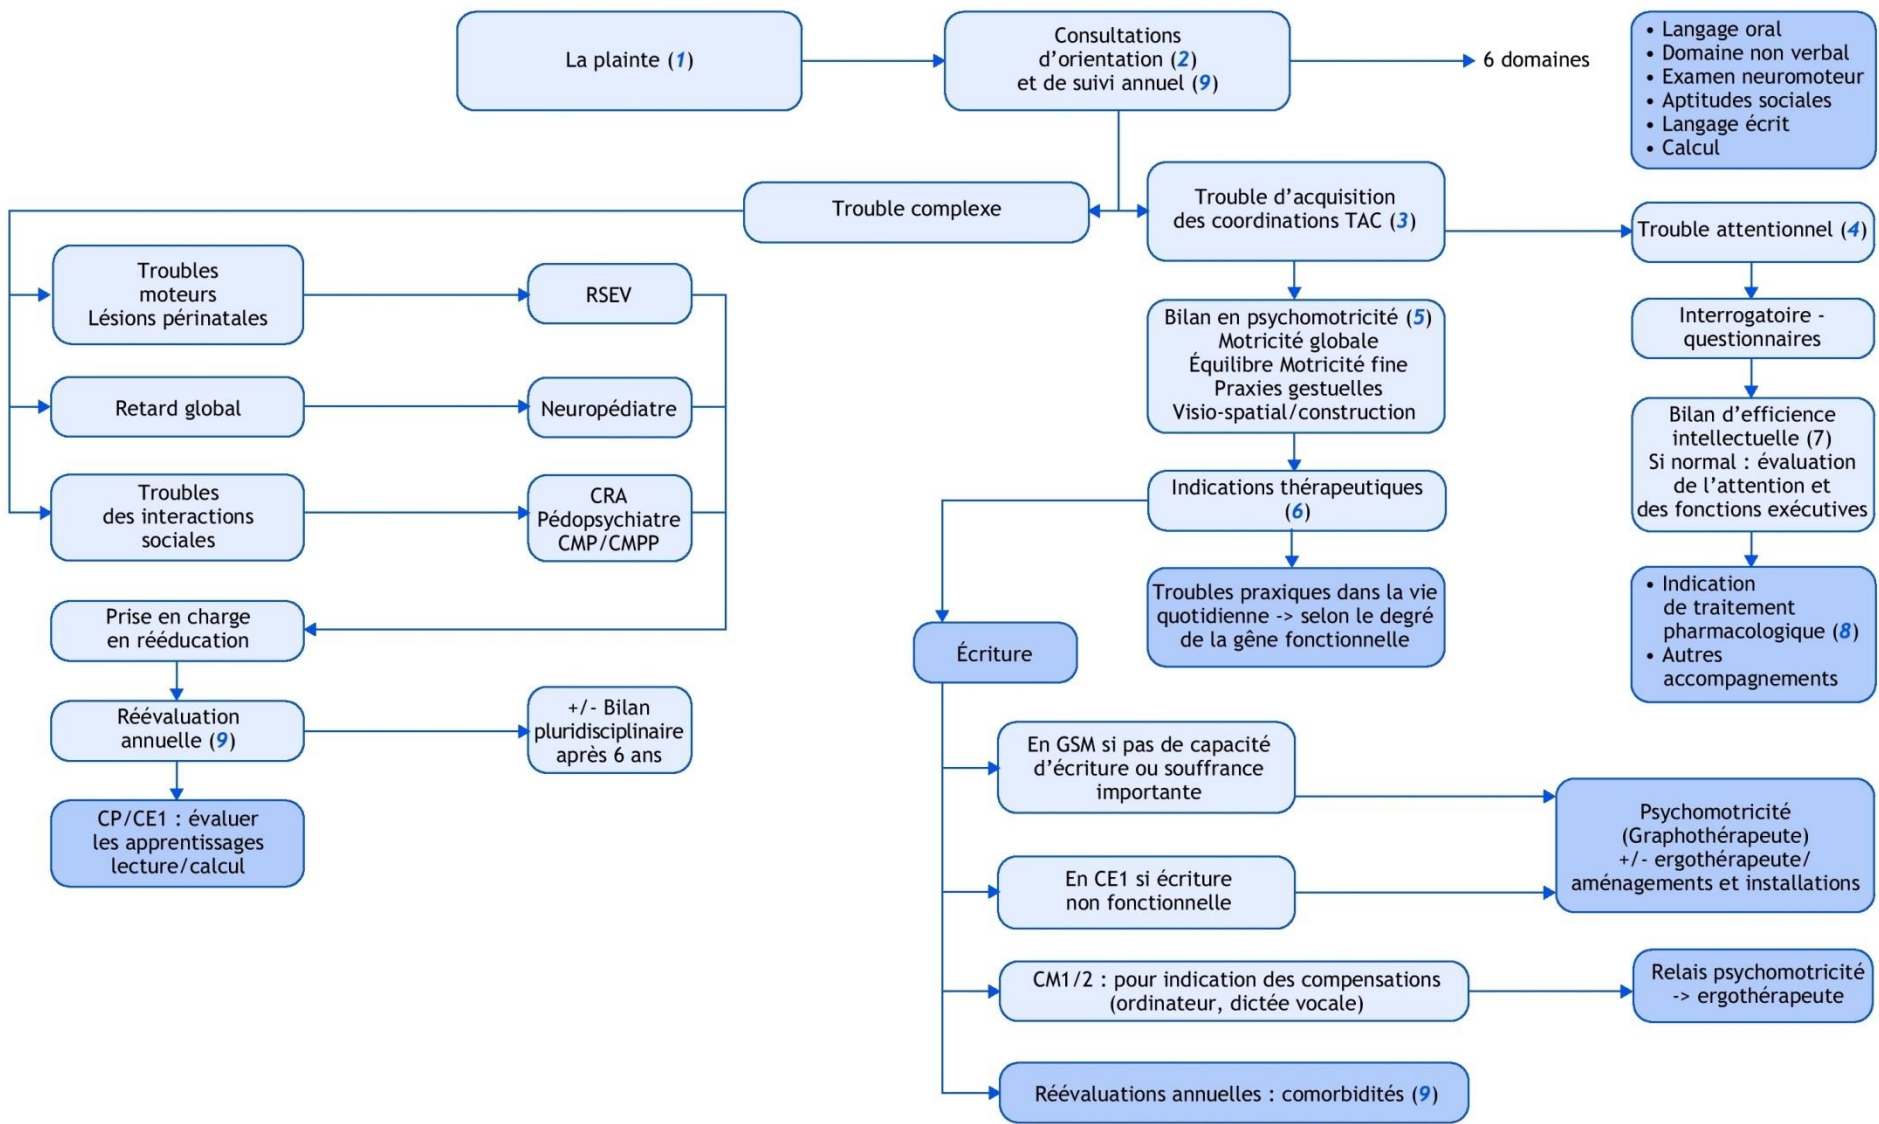 La plainte (1)
Consultations
d'orientation (2)
et de suivi annuel (9)
6 domaines
• Langage oral
• Domaine non verbal
• Examen neuromoteur
• Aptitudes sociales
• Langage écrit
• Calcul
Trouble complexe
Trouble d'acquisition
des coordinations TAC (3)
Trouble attentionnel (4)
Troubles
moteurs
Lésions périnatales
RSEV
Retard global
Neuropédiatre
Troubles
des interactions
sociales
CRA
Pédopsychiatre
CMP/CMPP
Prise en charge
en rééducation
Réévaluation
annuelle (9)
+/- Bilan
pluridisciplinaire
après 6 ans
CP/CE1 : évaluer
les apprentissages
lecture/calcul
Bilan en psychomotricité (5)
Motricité globale
Équilibre Motricité fine
Praxies gestuelles
Visio-spatial/construction
Indications thérapeutiques
(6)
Troubles praxiques dans la vie
quotidienne -> selon le degré
de la gêne fonctionnelle
Interrogatoire -
questionnaires
Bilan d'efficience
intellectuelle (7)
Si normal : évaluation
de l'attention et
des fonctions exécutives
• Indication
de traitement
pharmacologique (8)
• Autres
accompagnements
Écriture
En GSM si pas de capacité
d'écriture ou souffrance
importante
En CE1 si écriture
non fonctionnelle
Psychomotricité
(Graphothérapeute)
+/- ergothérapeute/
aménagements et installations
CM1/2 : pour indication des compensations
(ordinateur, dictée vocale)
Relais psychomotricité
-> ergothérapeute
Réévaluations annuelles : comorbidités (9)